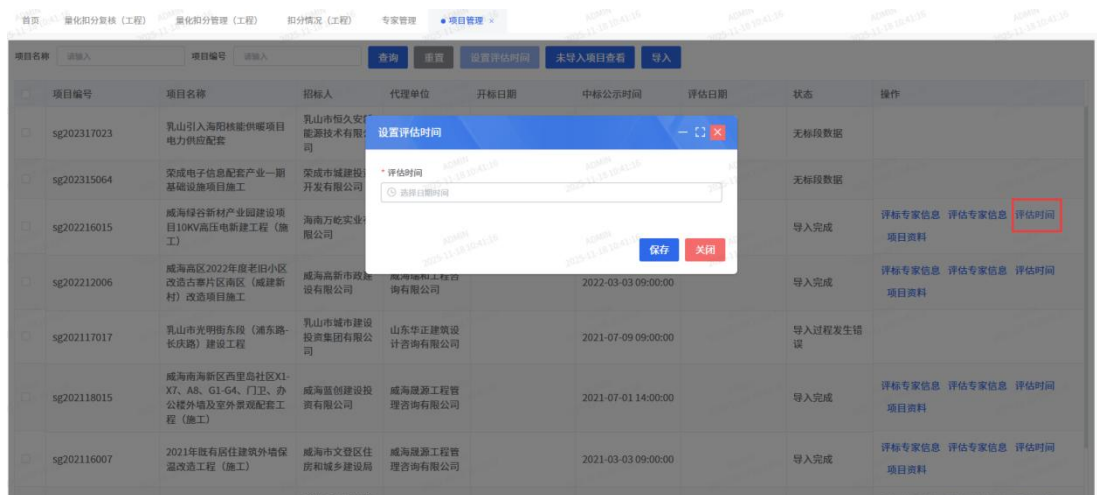 首页 量化扣分复核（工程） 量化扣分管理（工程） 扣分情况（工程） 专家管理 ● 项目管理 ×
项目名称 请输入 项目编号 请输入 查询 重置 设置评估时间 未导入项目查看 导入
项目编号 项目名称 招标人 代理单位 开标日期 中标公示时间 评估日期 状态 操作
sg202317023 乳山引入海阳核能供暖项目
电力供应配套 乳山市恒久安
能源技术有限
司 无标段数据
设置评估时间
* 评估时间
选择日期时间
保存 关闭
sg202315064 荣成电子信息配套产业一期
基础设施项目施工 荣成市城建投
开发有限公司 无标段数据
sg202216015 威海绿谷新材产业园建设项
目10KV高压电新建工程（施
工） 海南万屹实业有
限公司 导入完成 评标专家信息 评估专家信息 评估时间
项目资料
sg202212006 威海高区2022年度老旧小区
改造古寨片区南区（威建新
村）改造项目施工 威海高新市政建
设有限公司 威海瑞和工程咨
询有限公司 2022-03-03 09:00:00 导入完成 评标专家信息 评估专家信息 评估时间
项目资料
sg202117017 乳山市光明街东段（浦东路-
长庆路）建设工程 乳山市城市建设
投资集团有限公
司 山东华正建筑设
计咨询有限公司 2021-07-09 09:00:00 导入过程发生错
误
sg202118015 威海南海新区西里岛社区X1-
X7、A8、G1-G4、门卫、办
公楼外墙及室外景观配套工
程（施工） 威海蓝创建设投
资有限公司 威海晟源工程管
理咨询有限公司 2021-07-01 14:00:00 导入完成 评标专家信息 评估专家信息 评估时间
项目资料
sg202116007 2021年既有居住建筑外墙保
温改造工程（施工） 威海市文登区住
房和城乡建设局 威海晟源工程管
理咨询有限公司 2021-03-03 09:00:00 导入完成 评标专家信息 评估专家信息 评估时间
项目资料